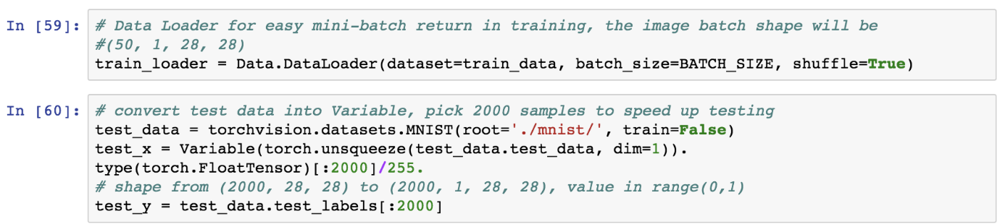 In [59]: # Data Loader for easy mini-batch return in training, the image batch shape will be
#(50, 1, 28, 28)
train_loader = Data.DataLoader(dataset=train_data, batch_size=BATCH_SIZE, shuffle=True)
In [60]: # convert test data into Variable, pick 2000 samples to speed up testing
test_data = torchvision.datasets.MNIST(root='./mnist/', train=False)
test_x = Variable(torch.unsqueeze(test_data.test_data, dim=1)).
type(torch.FloatTensor)[:2000]/255.
# shape from (2000, 28, 28) to (2000, 1, 28, 28), value in range(0,1)
test_y = test_data.test_labels[:2000]